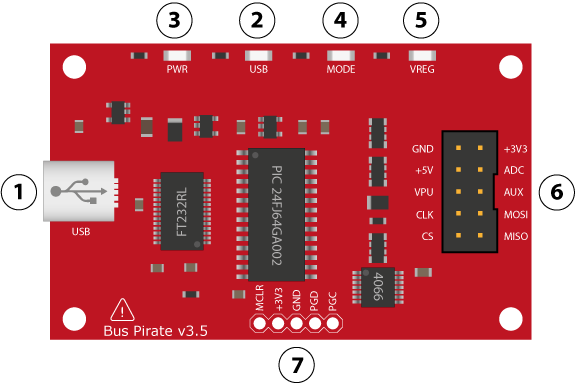 3
2
4
5
PWR
USB
MODE
VREG
1
USB
FT232RL
PIC 24FJ64GA002
4066
GND +3V3
+5V ADC
VPU AUX
CLK MOSI
CS MISO
6
MCLR
+3V3
GND
PGD
PGC
Bus Pirate v3.5
7